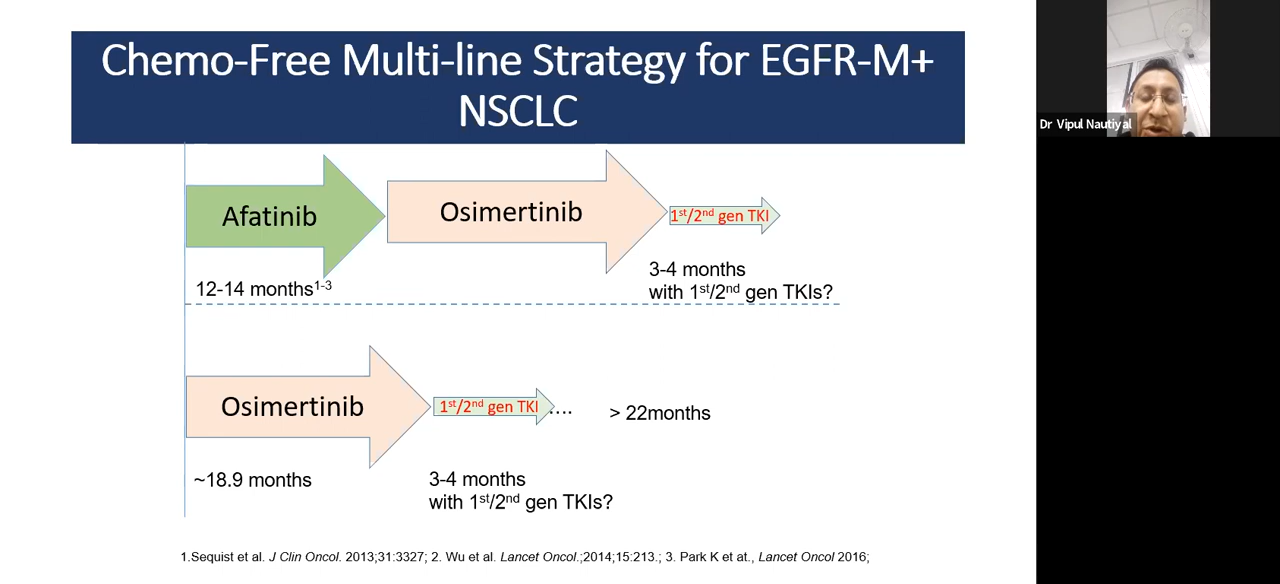 Chemo-Free Multi-line Strategy for EGFR-M+
NSCLC
Dr Vipul Nautiyal
Afatinib
Osimertinib
1st/2nd gen TKI
12-14 months1-3
3-4 months
with 1st/2nd gen TKIs?
Osimertinib
1st/2nd gen TKI
....
> 22months
~18.9 months
3-4 months
with 1st/2nd gen TKIs?
1.Sequist et al. J Clin Oncol. 2013;31:3327; 2. Wu et al. Lancet Oncol.;2014;15:213.; 3. Park K et at., Lancet Oncol 2016;